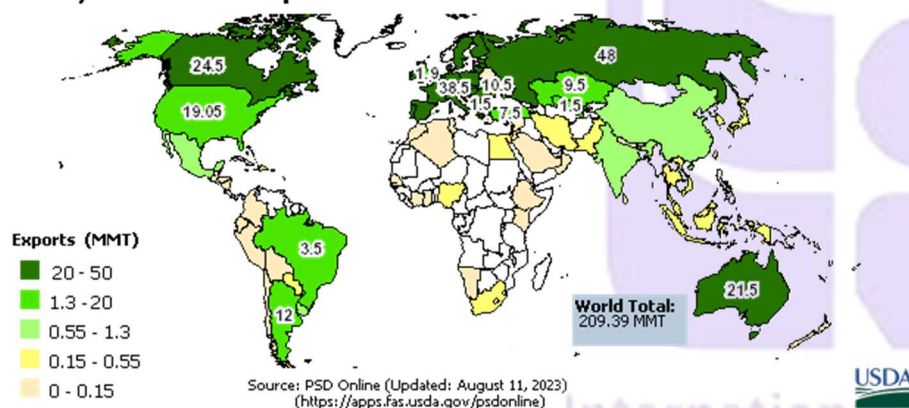 24.5
48
1.9
10.5
9.5
38.5
19.05
1.5
7.5
1.5
3.5
12
21.5
Exports (MMT)
20 - 50
1.3 - 20
0.55 - 1.3
0.15 - 0.55
0 - 0.15
World Total:
209.39 MMT
Source: PSD Online (Updated: August 11, 2023)
(https://apps.fas.usda.gov/psdonline)
USDA